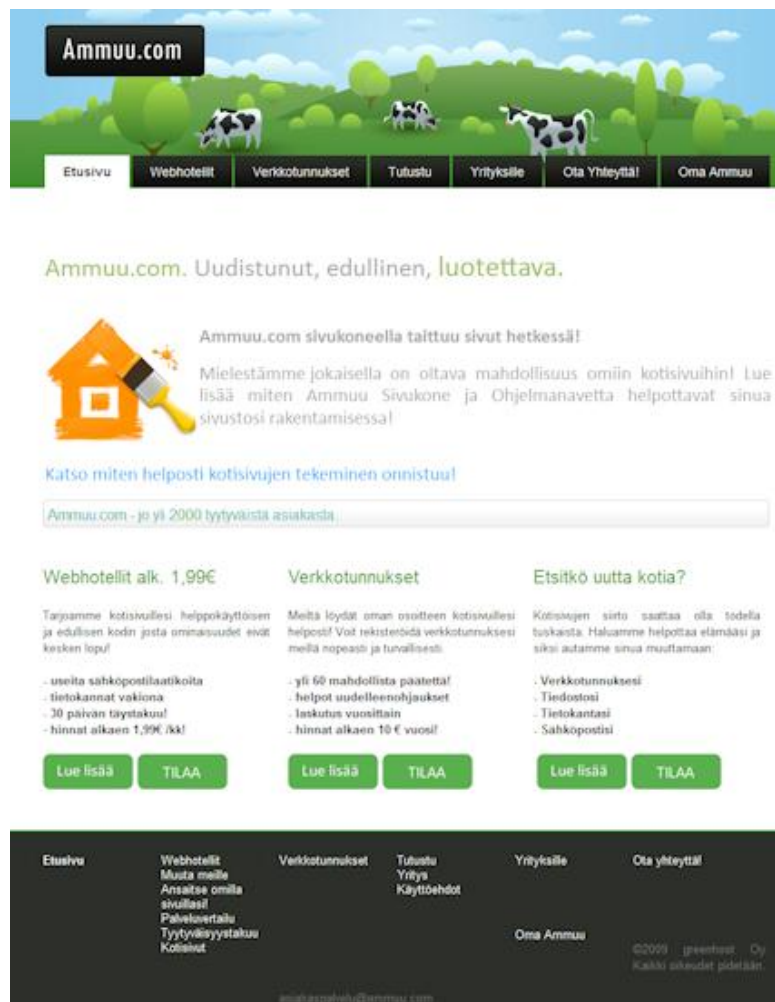 Ammuu.com
Etusivu Webhotellit Verkkotunnukset Tutustu Yrityksille Ota Yhteyttä! Oma Ammuu
Ammuu.com. Uudistunut, edullinen, luotettava.
Ammuu.com sivukoneella taittuu sivut hetkessä!
Mielestämme jokaisella on oltava mahdollisuus omiin kotisivuihin! Lue
lisää miten Ammuu Sivukone ja Ohjelmanavetta helpottavat sinua
sivustosi rakentamisessa!
Katso miten helposti kotisivujen tekeminen onnistuu!
Ammuu.com - jo yli 2000 tyytyväistä asiakasta.
Webhotellit alk. 1,99€
Tarjoamme kotisivuillesi helppokäyttöisen
ja edullisen kodin josta ominaisuudet eivät
kesken lopu!
- useita sähköpostilaatikoita
- tietokannat vakiona
- 30 päivän täystakuu!
- hinnat alkaen 1,99€ /kk!
Lue lisää TILAA
Verkkotunnukset
Meiltä löydät oman osoitteen kotisivuillesi
helposti! Voit rekisteröidä verkkotunnuksesi
meillä nopeasti ja turvallisesti.
- yli 60 mahdollista päätettä!
- helpot uudelleenohjaukset
- laskutus vuosittain
- hinnat alkaen 10 € vuosi!
Lue lisää TILAA
Etsitkö uutta kotia?
Kotisivujen siirto saattaa olla todella
tuskaista. Haluamme helpottaa elämääsi ja
siksi autamme sinua muuttamaan:
- Verkkotunnuksesi
- Tiedostosi
- Tietokantasi
- Sähköpostisi
Lue lisää TILAA
Etusivu
Webhotellit
Muuta meille
Ansaitse omilla
sivuillasi!
Palveluvertailu
Tyytyväisyystakuu
Kotisivut
Verkkotunnukset
Tutustu
Yritys
Käyttöehdot
Yrityksille
Oma Ammuu
Ota yhteyttä!
©2009 greenhost Oy
Kaikki oikeudet pidetään.
asiakaspalvelu@ammuu.com